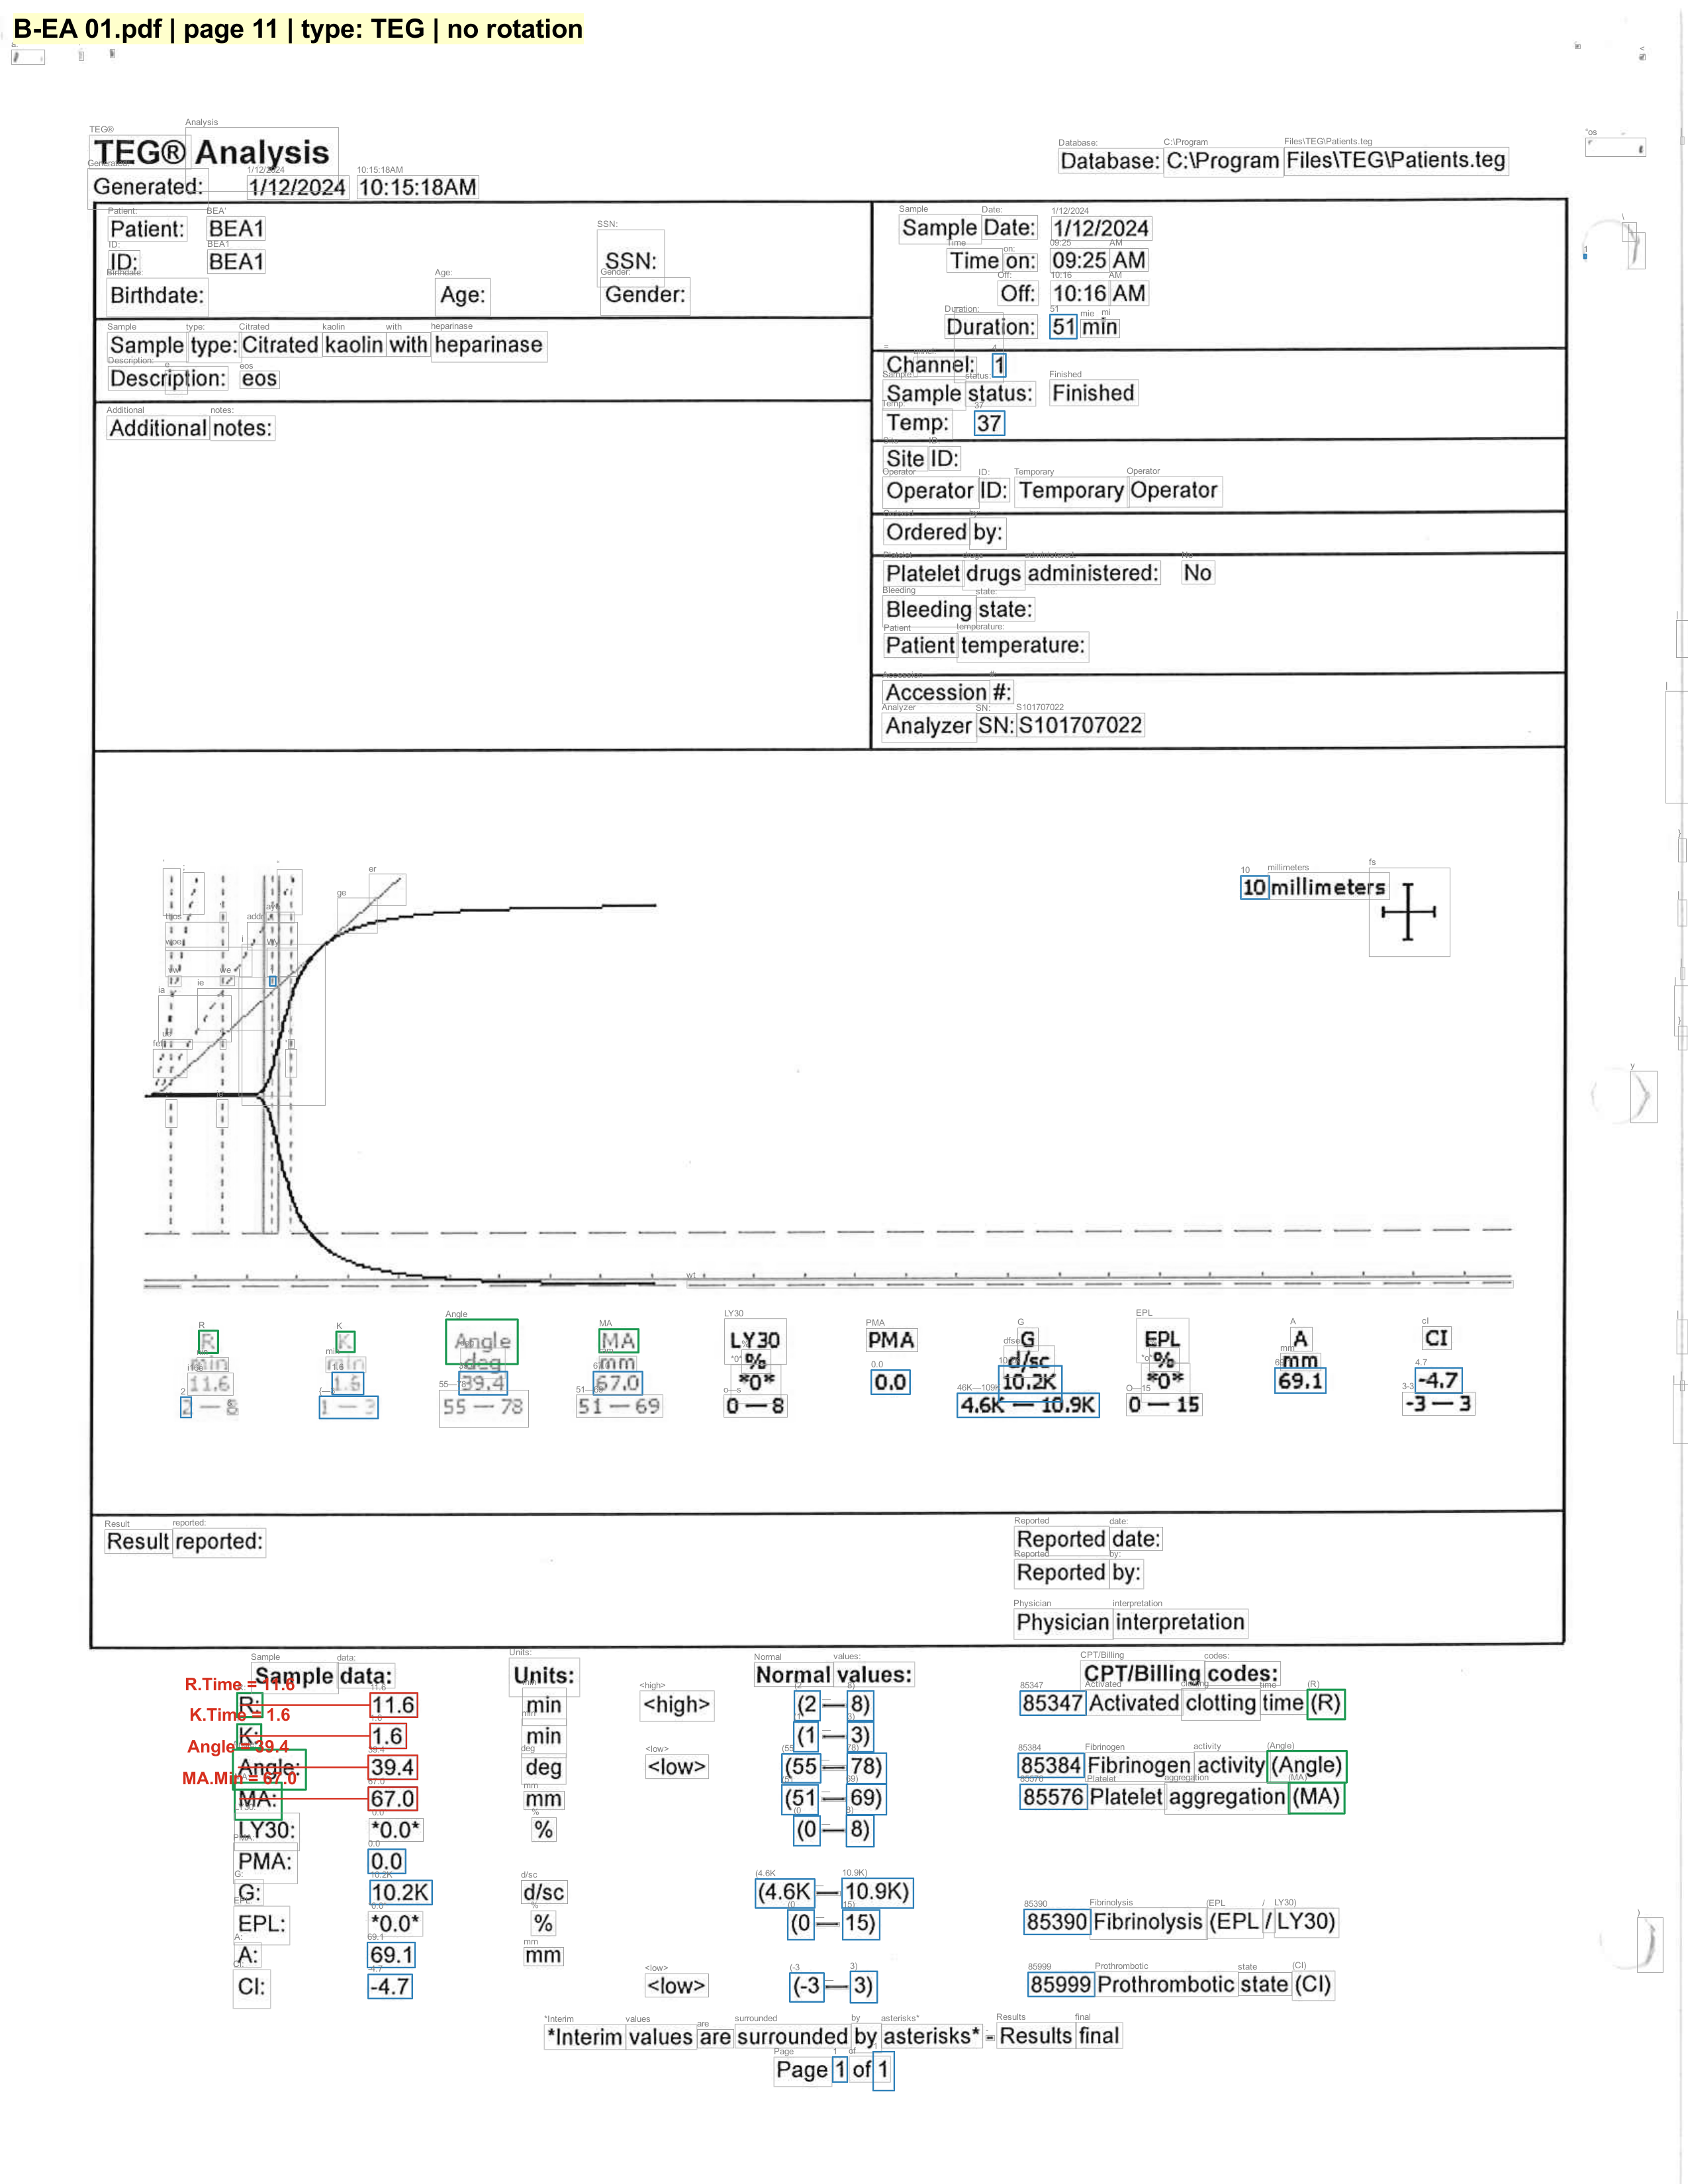 B-EA 01.pdf | page 11 | type: TEG | no rotation
TEG® Analysis
Database: C:\Program Files\TEG\Patients.teg
Generated: 1/12/2024 10:15:18AM
Patient: BEA1
ID: BEA1
SSN:
Birthdate: Age: Gender:
Sample type: Citrated kaolin with heparinase
Description: eos
Additional notes:
Sample Date: 1/12/2024
Time on: 09:25 AM
Off: 10:16 AM
Duration: 51 min
Channel: 1
Sample status: Finished
Temp: 37
Site ID:
Operator ID: Temporary Operator
Ordered by:
Platelet drugs administered: No
Bleeding state:
Patient temperature:
Accession #:
Analyzer SN: S101707022
10 millimeters
R K Angle MA LY30 PMA G EPL A CI
min min deg mm % d/sc % mm
11.6 1.6 39.4 67.0 *0* 0.0 10.2K *0* 69.1 -4.7
2 — 8 1 — 3 55 — 78 51 — 69 0 — 8 4.6K — 10.9K 0 — 15 -3 — 3
Result reported:
Reported date:
Reported by:
Physician interpretation
Sample data: Units: Normal values: CPT/Billing codes:
R.Time = 11.6
R: 11.6 min <high> (2 — 8) 85347 Activated clotting time (R)
K.Time = 1.6
K: 1.6 min (1 — 3)
Angle = 39.4
Angle: 39.4 deg <low> (55 — 78) 85384 Fibrinogen activity (Angle)
MA.Min = 67.0
MA: 67.0 mm (51 — 69) 85576 Platelet aggregation (MA)
LY30: *0.0* % (0 — 8)
PMA: 0.0
G: 10.2K d/sc (4.6K — 10.9K)
EPL: *0.0* % (0 — 15) 85390 Fibrinolysis (EPL / LY30)
A: 69.1 mm
CI: -4.7 <low> (-3 — 3) 85999 Prothrombotic state (CI)
*Interim values are surrounded by asterisks* - Results final
Page 1 of 1